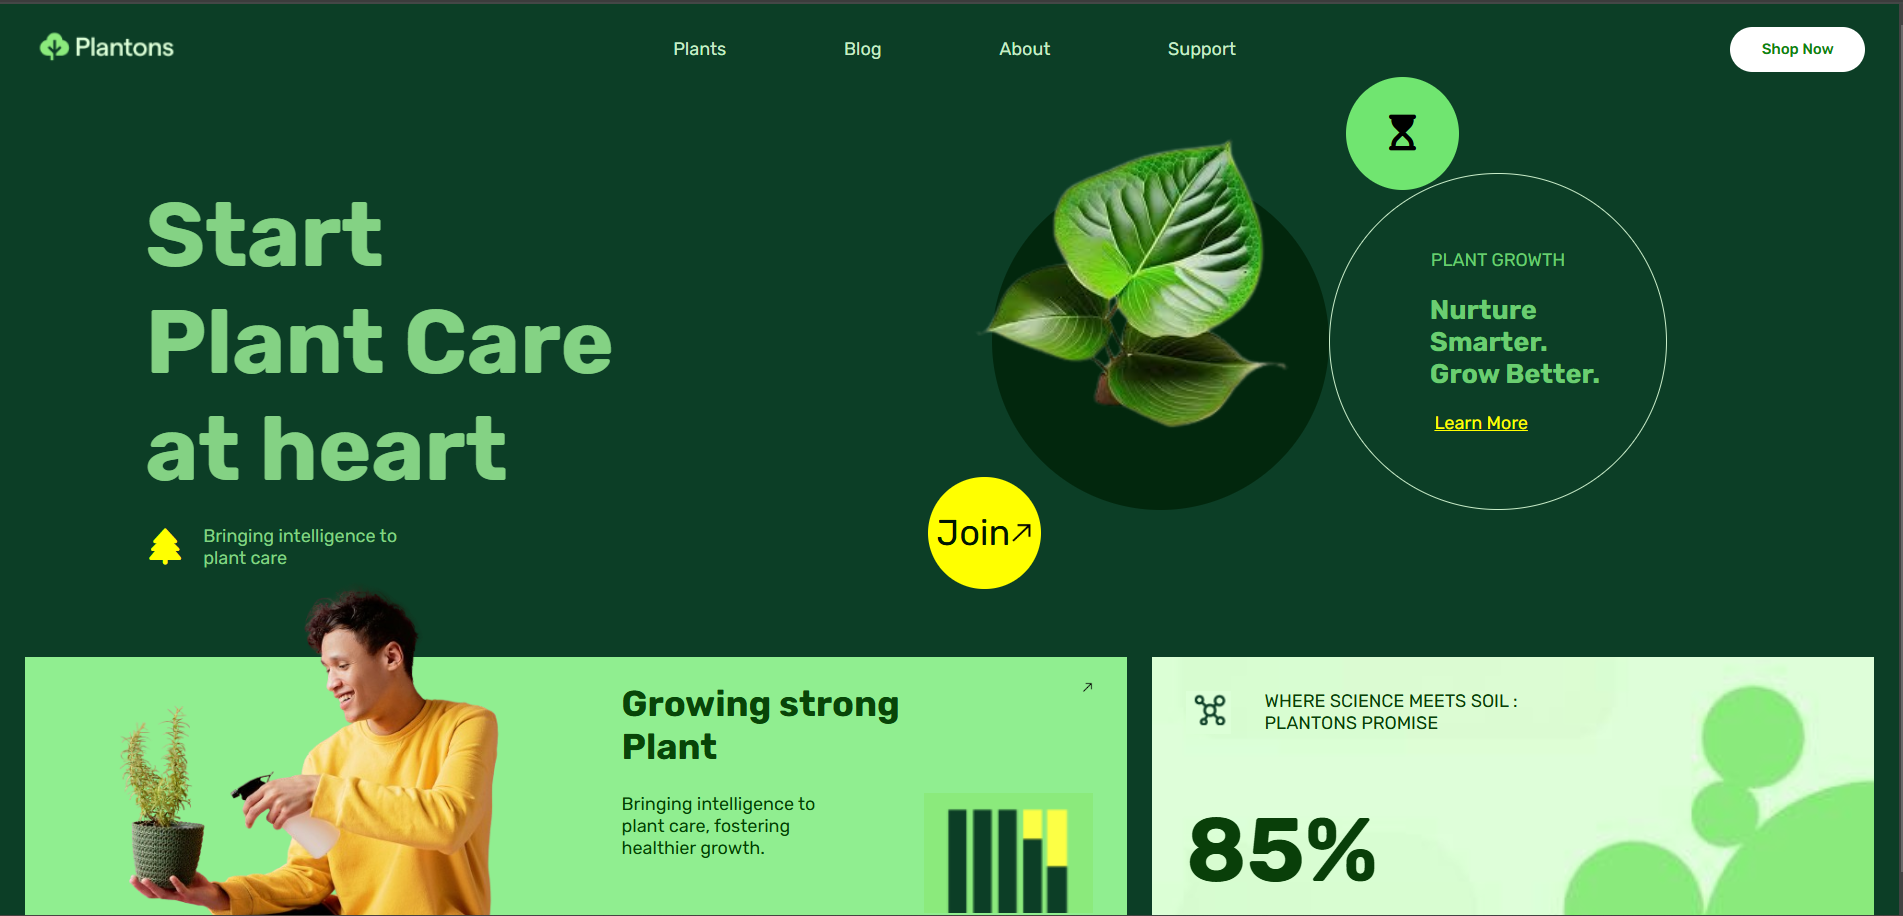 Plantons
Plants
Blog
About
Support
Shop Now
Start
Plant Care
at heart
Bringing intelligence to
plant care
PLANT GROWTH
Nurture
Smarter.
Grow Better.
Learn More
Join
Growing strong
Plant
Bringing intelligence to
plant care, fostering
healthier growth.
WHERE SCIENCE MEETS SOIL :
PLANTONS PROMISE
85%